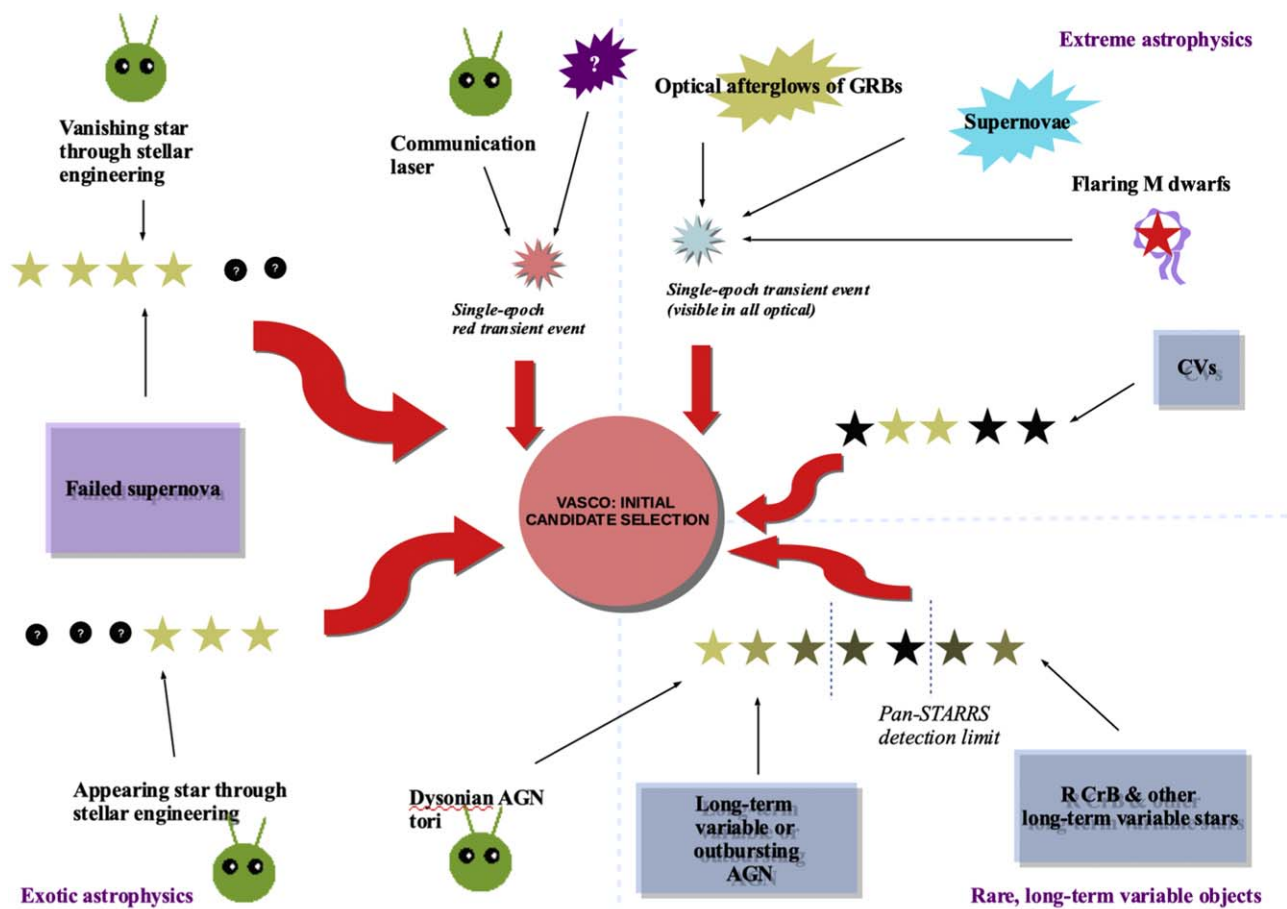 Extreme astrophysics
?
Optical afterglows of GRBs
Supernovae
Vanishing star
through stellar
engineering
Communication
laser
Flaring M dwarfs
? ?
Single-epoch
red transient event
Single-epoch transient event
(visible in all optical)
CVs
Failed supernova
VASCO: INITIAL
CANDIDATE SELECTION
? ? ?
Pan-STARRS
detection limit
Appearing star through
stellar engineering
Dysonian AGN
tori
Long-term
variable or
outbursting
AGN
R CrB & other
long-term variable stars
Exotic astrophysics
Rare, long-term variable objects